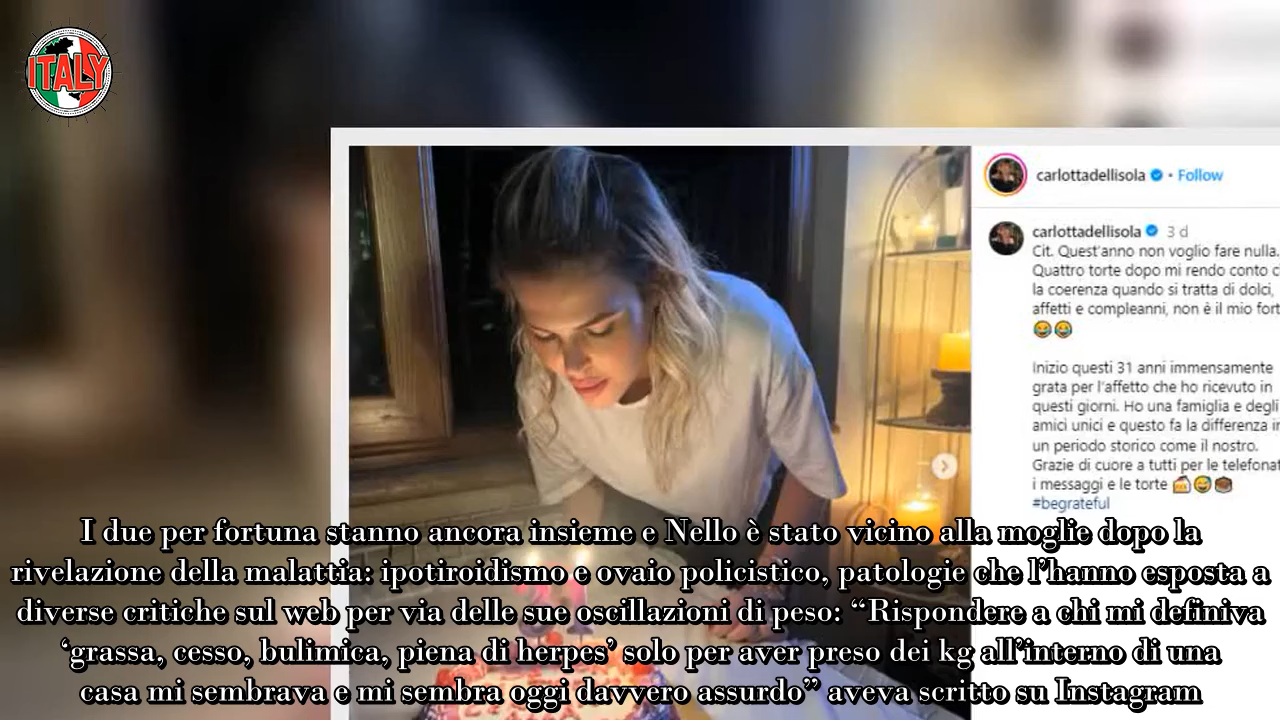 ITALY
carlottadellisola • Follow
carlottadellisola 3 d
Cit. Quest'anno non voglio fare nulla.
Quattro torte dopo mi rendo conto c
la coerenza quando si tratta di dolci,
affetti e compleanni, non è il mio fort
Inizio questi 31 anni immensamente
grata per l'affetto che ho ricevuto in
questi giorni. Ho una famiglia e degli
amici unici e questo fa la differenza i
un periodo storico come il nostro.
Grazie di cuore a tutti per le telefonat
i messaggi e le torte
#begrateful
I due per fortuna stanno ancora insieme e Nello è stato vicino alla moglie dopo la
rivelazione della malattia: ipotiroidismo e ovaio policistico, patologie che l’hanno esposta a
diverse critiche sul web per via delle sue oscillazioni di peso: “Rispondere a chi mi definiva
‘grassa, cesso, bulimica, piena di herpes’ solo per aver preso dei kg all’interno di una
casa mi sembrava e mi sembra oggi davvero assurdo” aveva scritto su Instagram